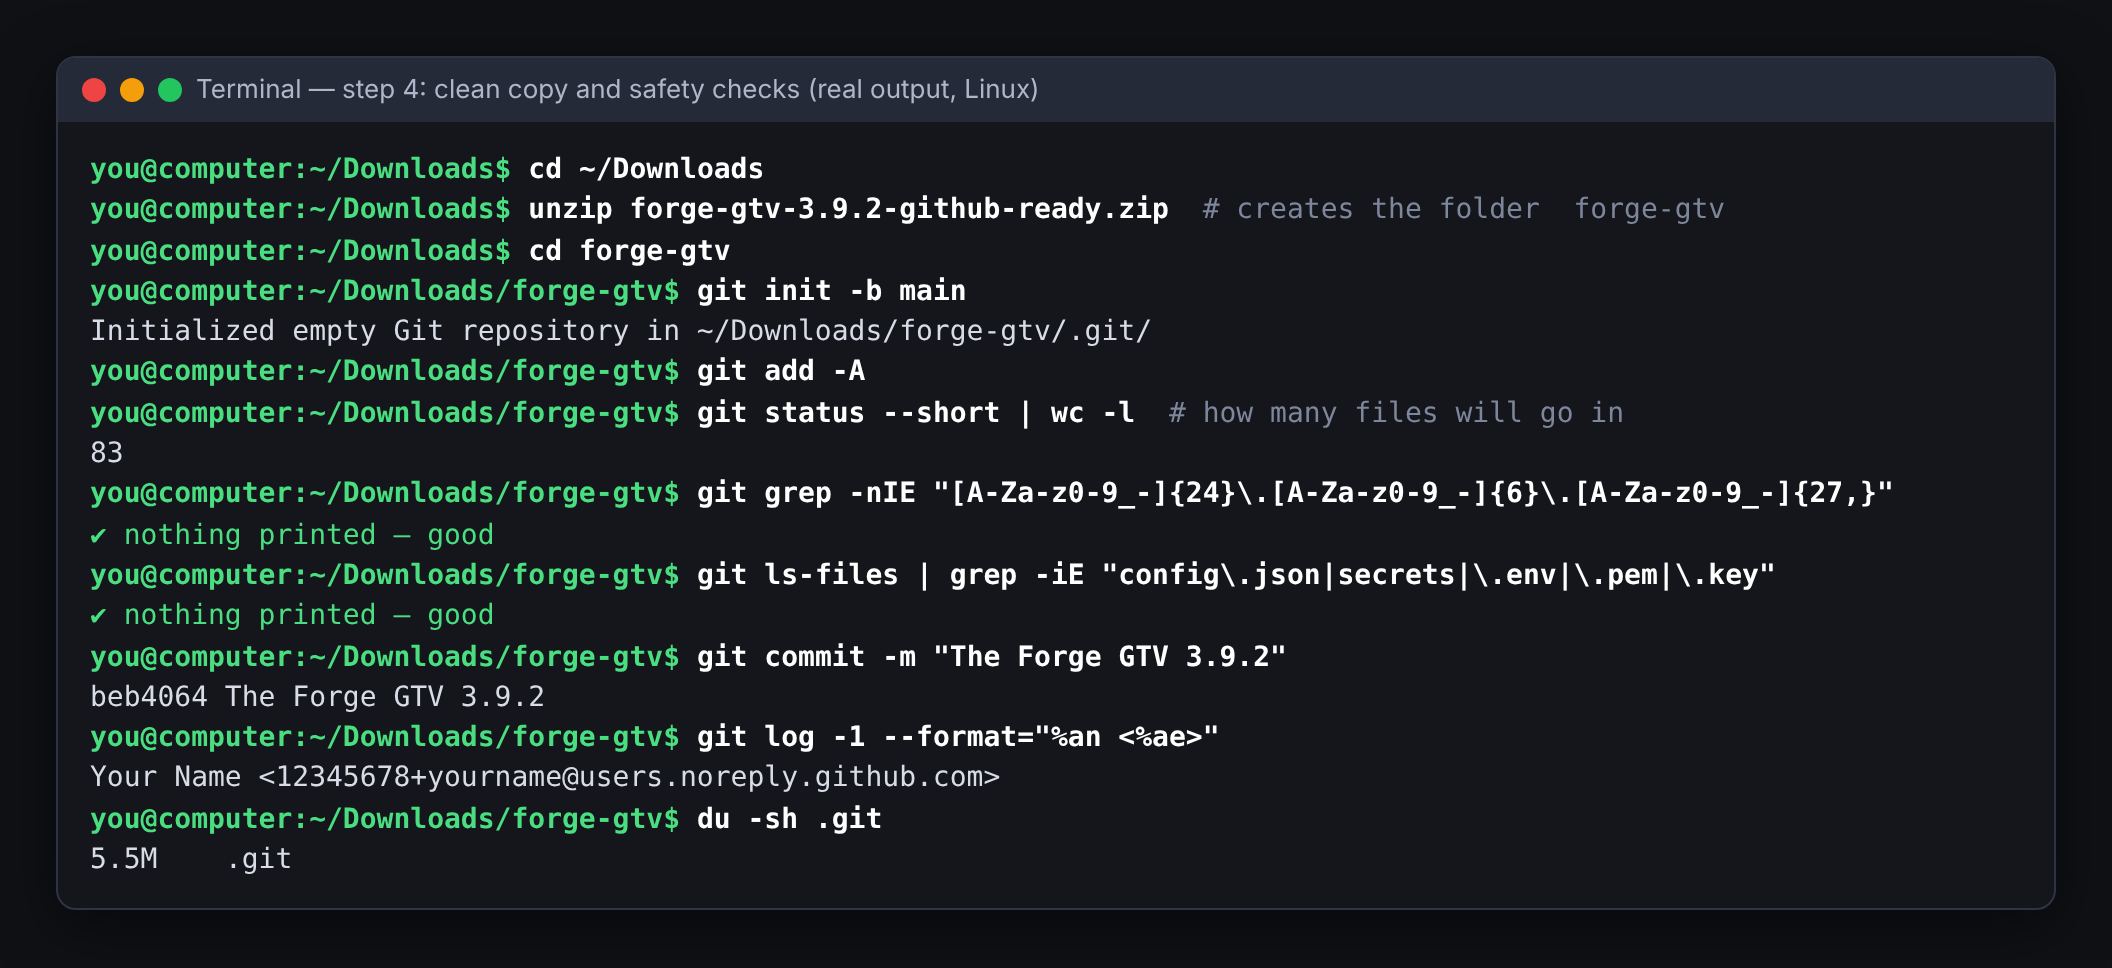 Terminal — step 4: clean copy and safety checks (real output, Linux)
you@computer:~/Downloads$ cd ~/Downloads
you@computer:~/Downloads$ unzip forge-gtv-3.9.2-github-ready.zip  # creates the folder  forge-gtv
you@computer:~/Downloads$ cd forge-gtv
you@computer:~/Downloads/forge-gtv$ git init -b main
Initialized empty Git repository in ~/Downloads/forge-gtv/.git/
you@computer:~/Downloads/forge-gtv$ git add -A
you@computer:~/Downloads/forge-gtv$ git status --short | wc -l  # how many files will go in
83
you@computer:~/Downloads/forge-gtv$ git grep -nIE "[A-Za-z0-9_-]{24}\.[A-Za-z0-9_-]{6}\.[A-Za-z0-9_-]{27,}"
✔ nothing printed — good
you@computer:~/Downloads/forge-gtv$ git ls-files | grep -iE "config\.json|secrets|\.env|\.pem|\.key"
✔ nothing printed — good
you@computer:~/Downloads/forge-gtv$ git commit -m "The Forge GTV 3.9.2"
beb4064 The Forge GTV 3.9.2
you@computer:~/Downloads/forge-gtv$ git log -1 --format="%an <%ae>"
Your Name <12345678+yourname@users.noreply.github.com>
you@computer:~/Downloads/forge-gtv$ du -sh .git
5.5M    .git